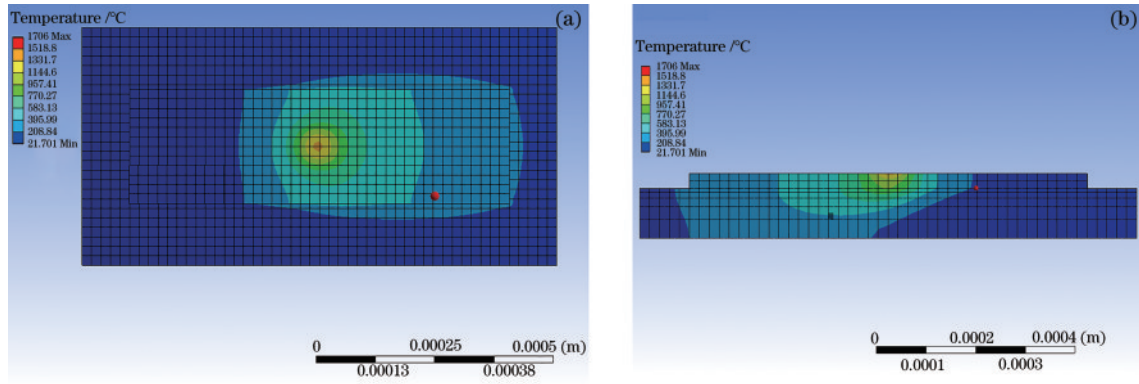 Temperature /°C
(a)
1706 Max
1518.8
1331.7
1144.6
957.41
770.27
583.13
395.99
208.84
21.701 Min
0 0.00025 0.0005 (m)
0.00013 0.00038
(b)
Temperature /°C
1706 Max
1518.8
1331.7
1144.6
957.41
770.27
583.13
395.99
208.84
21.701 Min
0 0.0002 0.0004 (m)
0.0001 0.0003